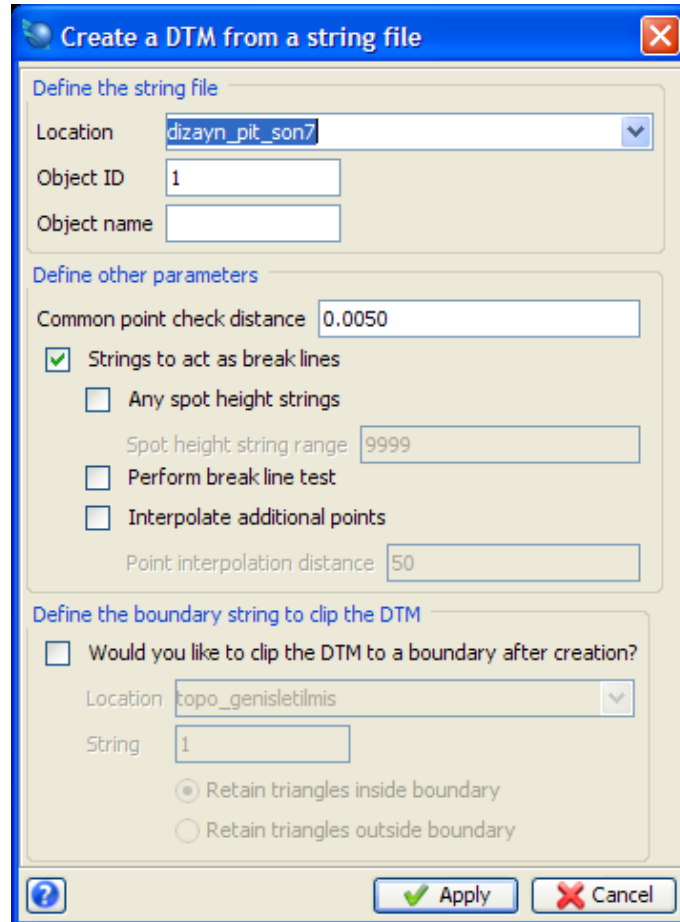 Create a DTM from a string file
Define the string file
Location dizayn_pit_son7
Object ID 1
Object name
Define other parameters
Common point check distance 0.0050
Strings to act as break lines
Any spot height strings
Spot height string range 9999
Perform break line test
Interpolate additional points
Point interpolation distance 50
Define the boundary string to clip the DTM
Would you like to clip the DTM to a boundary after creation?
Location topo_genisletilmis
String 1
Retain triangles inside boundary
Retain triangles outside boundary
? Apply Cancel